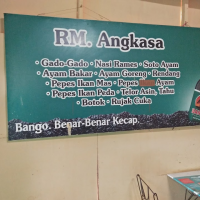 RM. Angkasa
· Gado-Gado · Nasi Rames · Soto Ayam
· Ayam Bakar · Ayam Goreng · Rendang
· Pepes Ikan Mas · Pepes Ayam
· Pepes Ikan Peda · Telor Asin, Tahu
· Botok · Rujak Cuka
Bango. Benar-Benar Kecap.